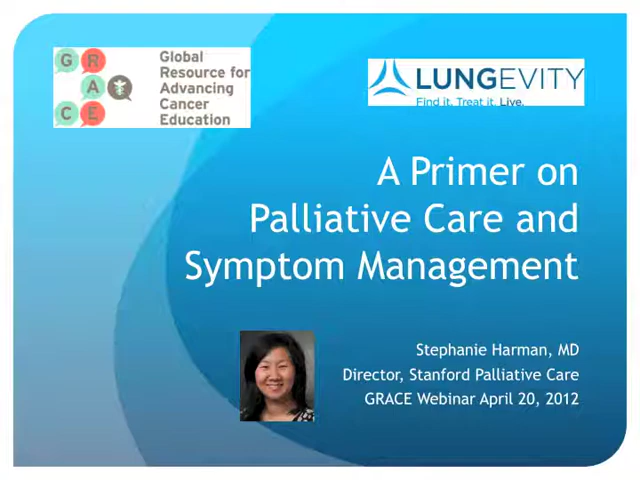 G R
A
C E
Global
Resource for
Advancing
Cancer
Education
LUNGEVITY
Find it. Treat it. Live.
A Primer on
Palliative Care and
Symptom Management
Stephanie Harman, MD
Director, Stanford Palliative Care
GRACE Webinar April 20, 2012